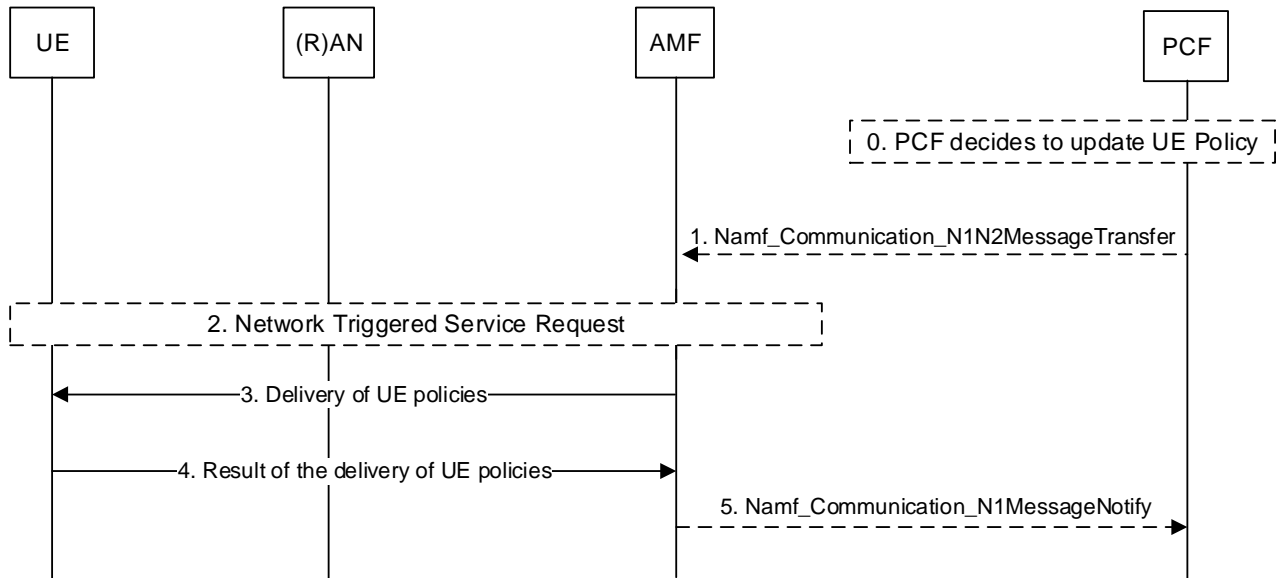 UE
(R)AN
AMF
PCF
0. PCF decides to update UE Policy
1. Namf_Communication_N1N2MessageTransfer
2. Network Triggered Service Request
3. Delivery of UE policies
4. Result of the delivery of UE policies
5. Namf_Communication_N1MessageNotify